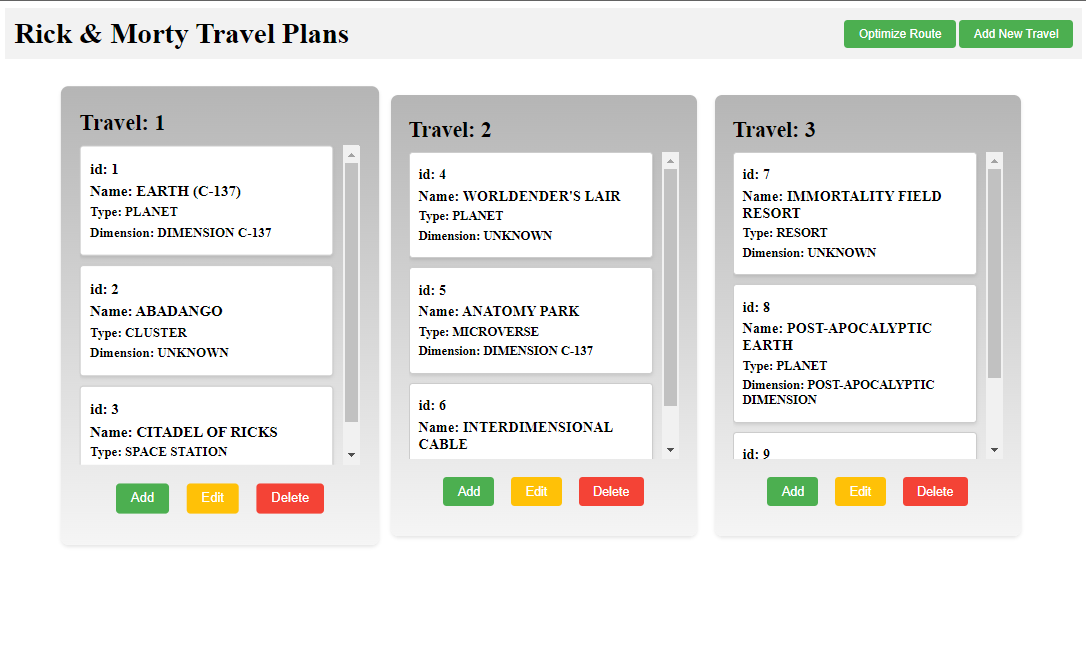 Rick & Morty Travel Plans
Optimize Route
Add New Travel
Travel: 1
id: 1
Name: EARTH (C-137)
Type: PLANET
Dimension: DIMENSION C-137
id: 2
Name: ABADANGO
Type: CLUSTER
Dimension: UNKNOWN
id: 3
Name: CITADEL OF RICKS
Type: SPACE STATION
Add
Edit
Delete
Travel: 2
id: 4
Name: WORLDENDER'S LAIR
Type: PLANET
Dimension: UNKNOWN
id: 5
Name: ANATOMY PARK
Type: MICROVERSE
Dimension: DIMENSION C-137
id: 6
Name: INTERDIMENSIONAL
CABLE
Add
Edit
Delete
Travel: 3
id: 7
Name: IMMORTALITY FIELD
RESORT
Type: RESORT
Dimension: UNKNOWN
id: 8
Name: POST-APOCALYPTIC
EARTH
Type: PLANET
Dimension: POST-APOCALYPTIC
DIMENSION
id: 9
Add
Edit
Delete